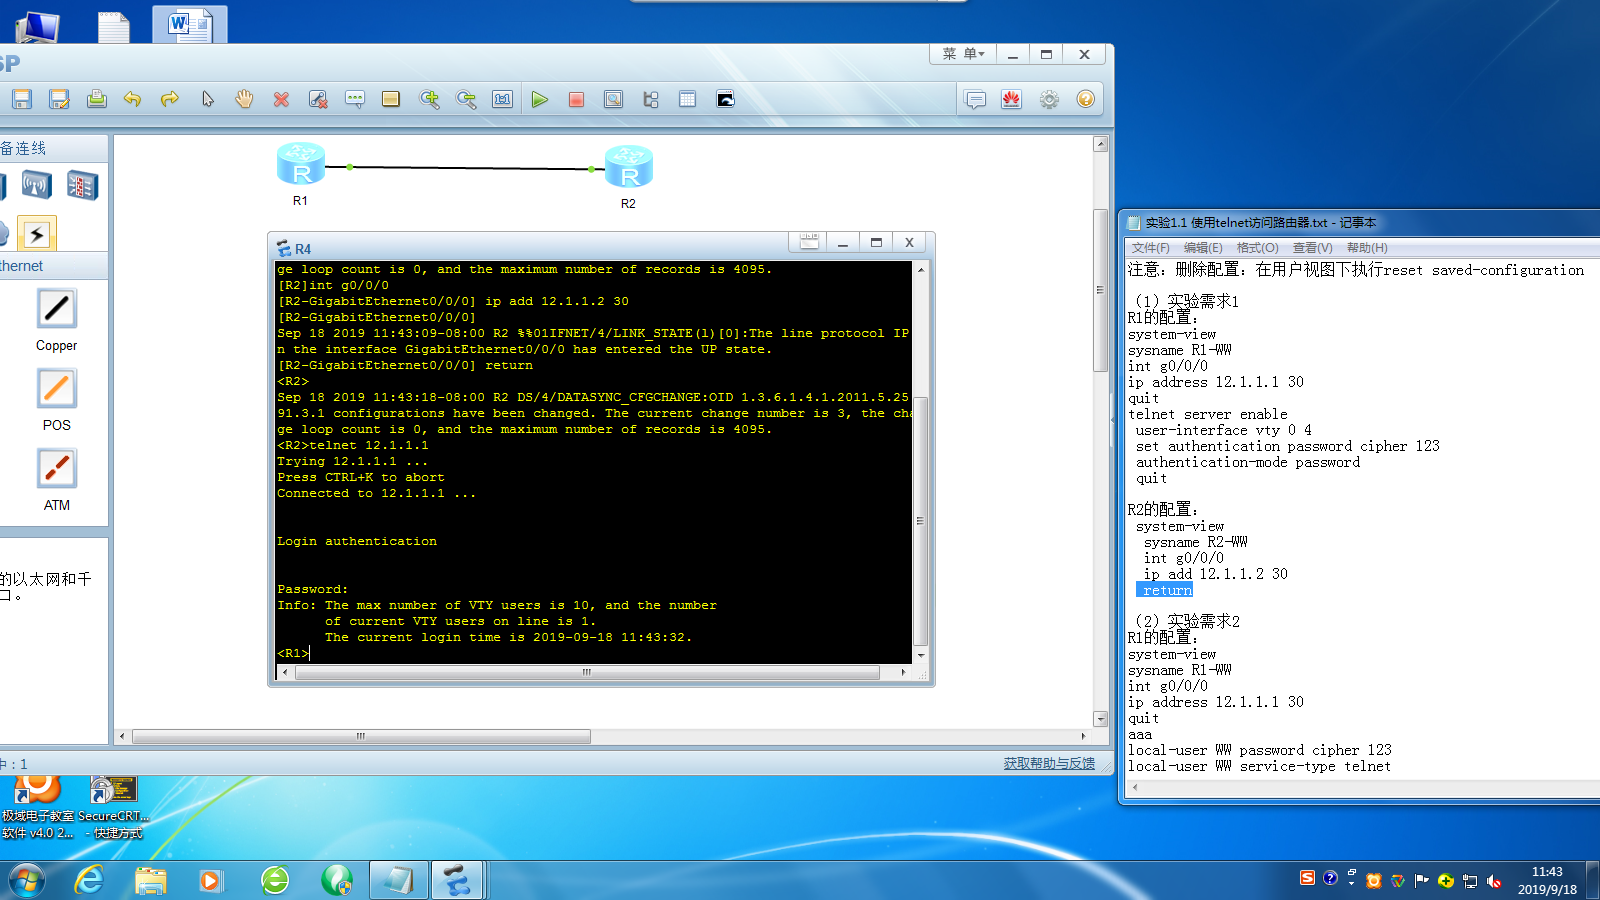 SP
菜 单
1:1
备连线
thernet
Copper
POS
ATM
的以太网和千
口。
R
R1
R
R2
R4
ge loop count is 0, and the maximum number of records is 4095.
[R2]int g0/0/0
[R2-GigabitEthernet0/0/0] ip add 12.1.1.2 30
[R2-GigabitEthernet0/0/0]
Sep 18 2019 11:43:09-08:00 R2 %%01IFNET/4/LINK_STATE(l)[0]:The line protocol IP
n the interface GigabitEthernet0/0/0 has entered the UP state.
[R2-GigabitEthernet0/0/0] return
<R2>
Sep 18 2019 11:43:18-08:00 R2 DS/4/DATASYNC_CFGCHANGE:OID 1.3.6.1.4.1.2011.5.25
91.3.1 configurations have been changed. The current change number is 3, the cha
ge loop count is 0, and the maximum number of records is 4095.
<R2>telnet 12.1.1.1
Trying 12.1.1.1 ...
Press CTRL+K to abort
Connected to 12.1.1.1 ...
Login authentication
Password:
Info: The max number of VTY users is 10, and the number
of current VTY users on line is 1.
The current login time is 2019-09-18 11:43:32.
<R1>
中：1
获取帮助与反馈
实验1.1 使用telnet访问路由器.txt - 记事本
文件(F) 编辑(E) 格式(O) 查看(V) 帮助(H)
注意：删除配置：在用户视图下执行reset saved-configuration
（1）实验需求1
R1的配置：
system-view
sysname R1-WW
int g0/0/0
ip address 12.1.1.1 30
quit
telnet server enable
user-interface vty 0 4
set authentication password cipher 123
authentication-mode password
quit
R2的配置：
system-view
sysname R2-WW
int g0/0/0
ip add 12.1.1.2 30
return
（2）实验需求2
R1的配置：
system-view
sysname R1-WW
int g0/0/0
ip address 12.1.1.1 30
quit
aaa
local-user WW password cipher 123
local-user WW service-type telnet
极域电子教室
软件 v4.0 2...
SecureCRT...
- 快捷方式
11:43
2019/9/18